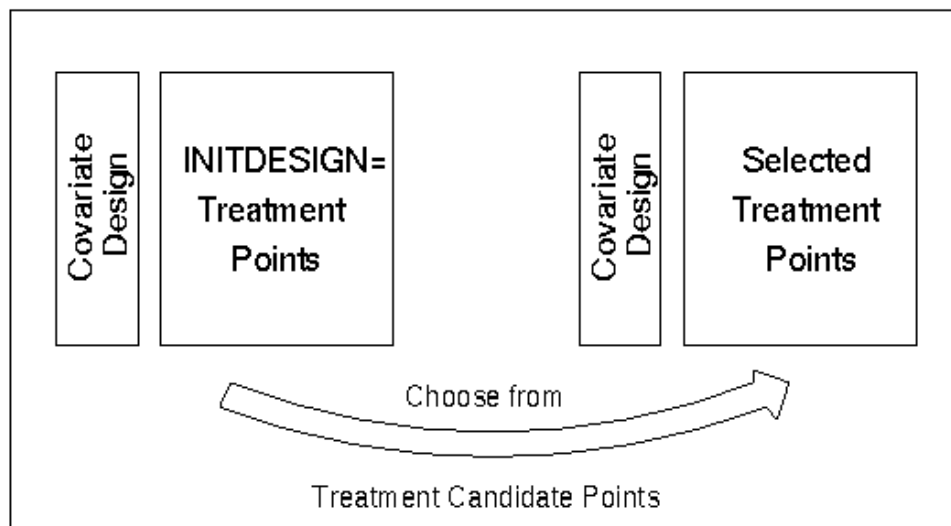 Covariate
Design
INITDESIGN=
Treatment
Points
Covariate
Design
Selected
Treatment
Points
Choose from
Treatment Candidate Points